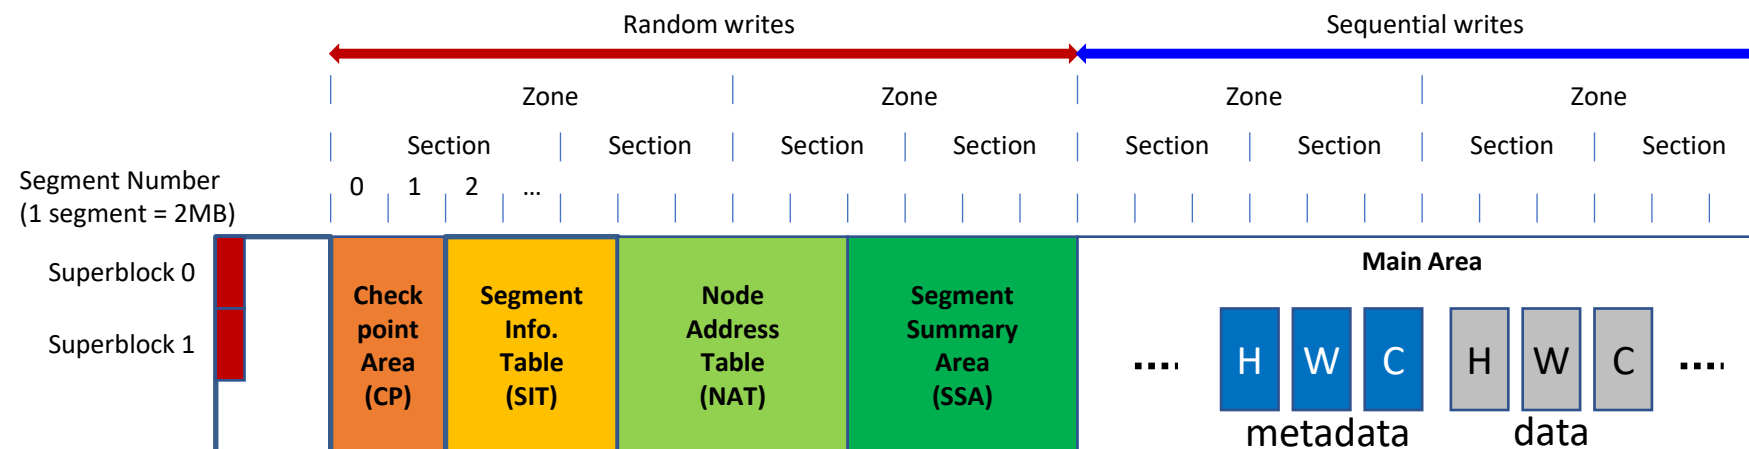 Random writes
Sequential writes
Zone
Zone
Zone
Zone
Section
Section
Section
Section
Section
Section
Section
Section
Segment Number
(1 segment = 2MB)
0
1
2
...
Superblock 0
Superblock 1
Check
point
Area
(CP)
Segment
Info.
Table
(SIT)
Node
Address
Table
(NAT)
Segment
Summary
Area
(SSA)
Main Area
....
H
W
C
H
W
C
....
metadata
data